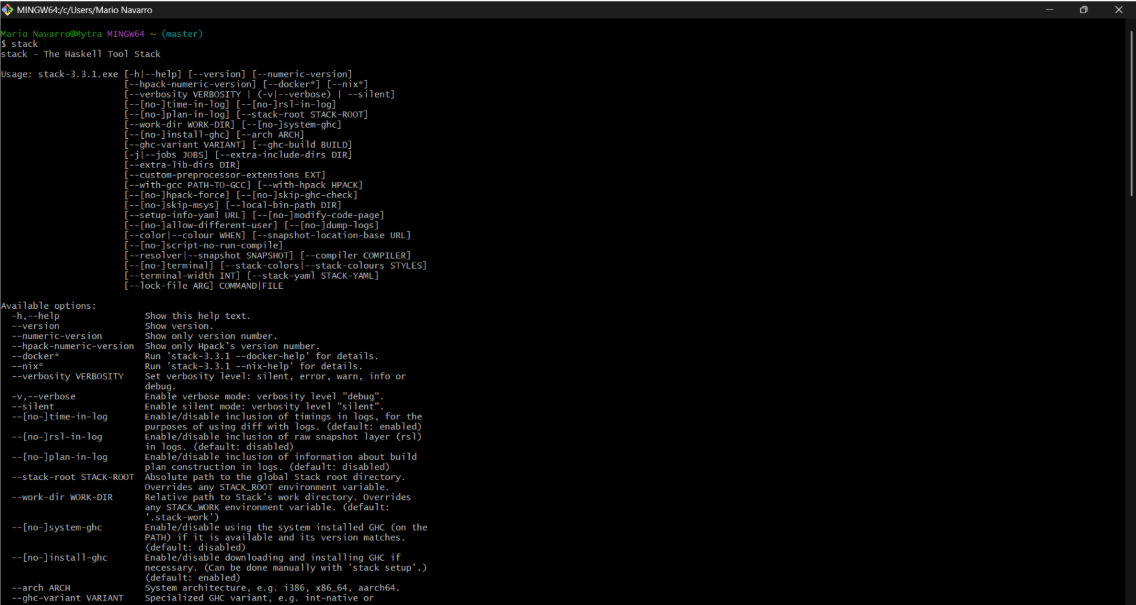 MINGW64:/c/Users/Mario Navarro
Mario Navarro@Mytra MINGW64 ~ (master)
$ stack
stack - The Haskell Tool Stack
Usage: stack-3.3.1.exe [-h|--help] [--version] [--numeric-version]
[--hpack-numeric-version] [--docker*] [--nix*]
[--verbosity VERBOSITY | (-v|--verbose) | --silent]
[--[no-]time-in-log] [--[no-]rsl-in-log]
[--[no-]plan-in-log] [--stack-root STACK-ROOT]
[--work-dir WORK-DIR] [--[no-]system-ghc]
[--[no-]install-ghc] [--arch ARCH]
[--ghc-variant VARIANT] [--ghc-build BUILD]
[-j|--jobs JOBS] [--extra-include-dirs DIR]
[--extra-lib-dirs DIR]
[--custom-preprocessor-extensions EXT]
[--with-gcc PATH-TO-GCC] [--with-hpack HPACK]
[--[no-]hpack-force] [--[no-]skip-ghc-check]
[--[no-]skip-msys] [--local-bin-path DIR]
[--setup-info-yaml URL] [--[no-]modify-code-page]
[--[no-]allow-different-user] [--[no-]dump-logs]
[--color|--colour WHEN] [--snapshot-location-base URL]
[--[no-]script-no-run-compile]
[--resolver|--snapshot SNAPSHOT] [--compiler COMPILER]
[--[no-]terminal] [--stack-colors|--stack-colours STYLES]
[--terminal-width INT] [--stack-yaml STACK-YAML]
[--lock-file ARG] COMMAND|FILE
Available options:
-h,--help Show this help text.
--version Show version.
--numeric-version Show only version number.
--hpack-numeric-version Show only Hpack's version number.
--docker* Run 'stack-3.3.1 --docker-help' for details.
--nix* Run 'stack-3.3.1 --nix-help' for details.
--verbosity VERBOSITY Set verbosity level: silent, error, warn, info or
debug.
-v,--verbose Enable verbose mode: verbosity level "debug".
--silent Enable silent mode: verbosity level "silent".
--[no-]time-in-log Enable/disable inclusion of timings in logs, for the
purposes of using diff with logs. (default: enabled)
--[no-]rsl-in-log Enable/disable inclusion of raw snapshot layer (rsl)
in logs. (default: disabled)
--[no-]plan-in-log Enable/disable inclusion of information about build
plan construction in logs. (default: disabled)
--stack-root STACK-ROOT Absolute path to the global Stack root directory.
Overrides any STACK_ROOT environment variable.
--work-dir WORK-DIR Relative path to Stack's work directory. Overrides
any STACK_WORK environment variable. (default:
'.stack-work')
--[no-]system-ghc Enable/disable using the system installed GHC (on the
PATH) if it is available and its version matches.
(default: disabled)
--[no-]install-ghc Enable/disable downloading and installing GHC if
necessary. (Can be done manually with 'stack setup'.)
(default: enabled)
--arch ARCH System architecture, e.g. i386, x86_64, aarch64.
--ghc-variant VARIANT Specialized GHC variant, e.g. int-native or